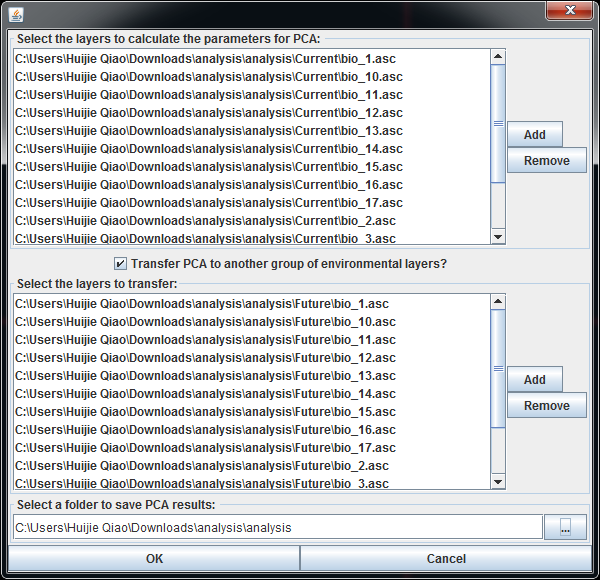 Select the layers to calculate the parameters for PCA:
C:\Users\Huijie Qiao\Downloads\analysis\analysis\Current\bio_1.asc
C:\Users\Huijie Qiao\Downloads\analysis\analysis\Current\bio_10.asc
C:\Users\Huijie Qiao\Downloads\analysis\analysis\Current\bio_11.asc
C:\Users\Huijie Qiao\Downloads\analysis\analysis\Current\bio_12.asc
C:\Users\Huijie Qiao\Downloads\analysis\analysis\Current\bio_13.asc
C:\Users\Huijie Qiao\Downloads\analysis\analysis\Current\bio_14.asc
C:\Users\Huijie Qiao\Downloads\analysis\analysis\Current\bio_15.asc
C:\Users\Huijie Qiao\Downloads\analysis\analysis\Current\bio_16.asc
C:\Users\Huijie Qiao\Downloads\analysis\analysis\Current\bio_17.asc
C:\Users\Huijie Qiao\Downloads\analysis\analysis\Current\bio_2.asc
C:\Users\Huijie Qiao\Downloads\analysis\analysis\Current\bio_3.asc
Add
Remove
Transfer PCA to another group of environmental layers?
Select the layers to transfer:
C:\Users\Huijie Qiao\Downloads\analysis\analysis\Future\bio_1.asc
C:\Users\Huijie Qiao\Downloads\analysis\analysis\Future\bio_10.asc
C:\Users\Huijie Qiao\Downloads\analysis\analysis\Future\bio_11.asc
C:\Users\Huijie Qiao\Downloads\analysis\analysis\Future\bio_12.asc
C:\Users\Huijie Qiao\Downloads\analysis\analysis\Future\bio_13.asc
C:\Users\Huijie Qiao\Downloads\analysis\analysis\Future\bio_14.asc
C:\Users\Huijie Qiao\Downloads\analysis\analysis\Future\bio_15.asc
C:\Users\Huijie Qiao\Downloads\analysis\analysis\Future\bio_16.asc
C:\Users\Huijie Qiao\Downloads\analysis\analysis\Future\bio_17.asc
C:\Users\Huijie Qiao\Downloads\analysis\analysis\Future\bio_2.asc
C:\Users\Huijie Qiao\Downloads\analysis\analysis\Future\bio_3.asc
Add
Remove
Select a folder to save PCA results:
C:\Users\Huijie Qiao\Downloads\analysis\analysis
...
OK
Cancel